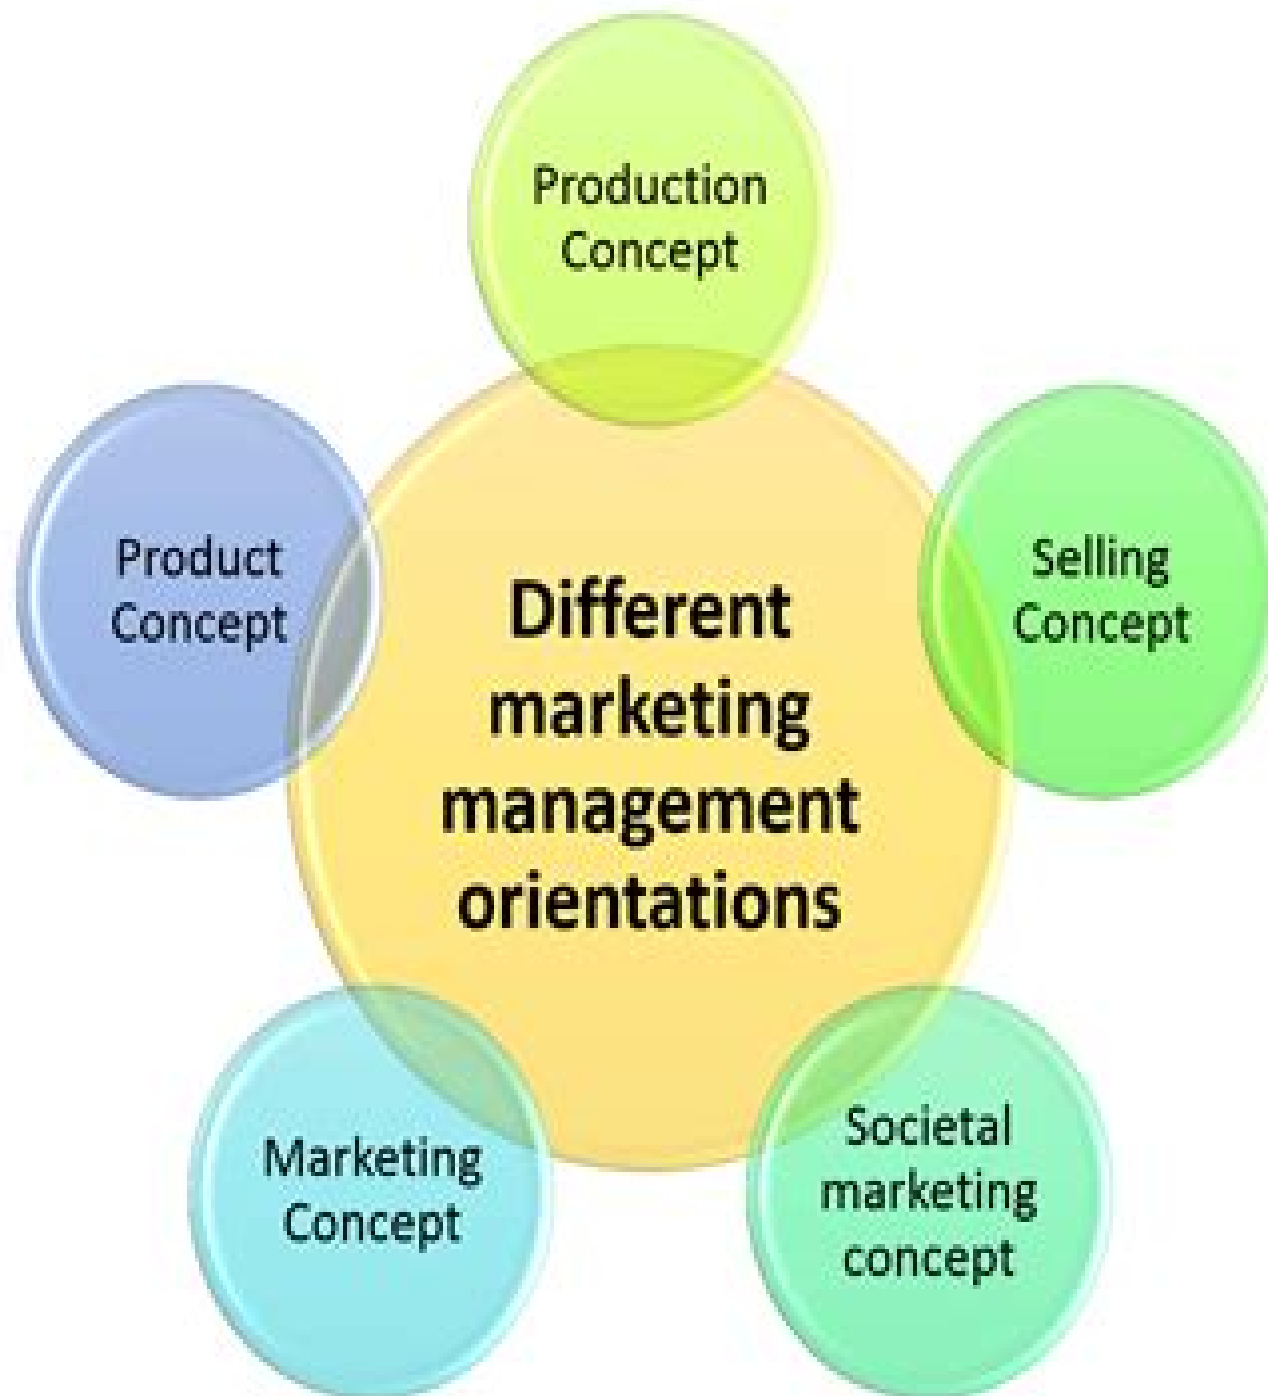 Production
Concept
Product
Concept
Selling
Concept
Different
marketing
management
orientations
Marketing
Concept
Societal
marketing
concept